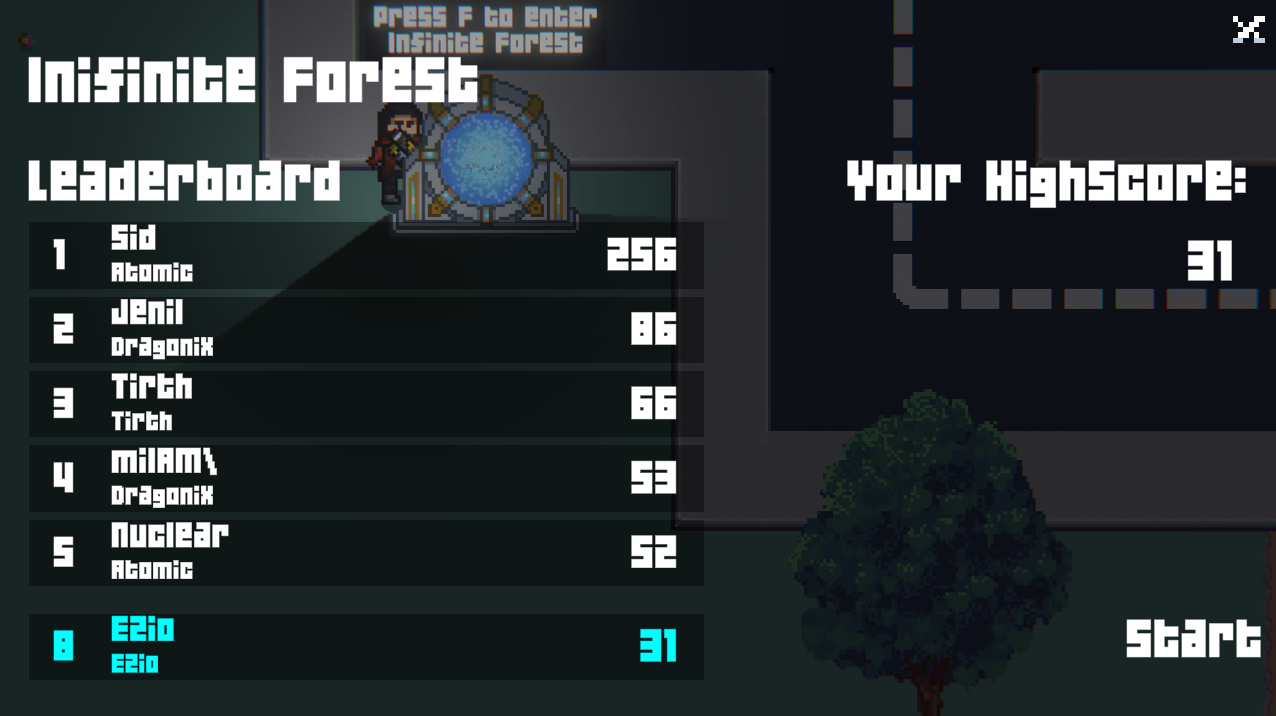 Press F to enter
Infinite Forest
X
Inifinite Forest
Leaderboard
Your HighScore:
31
1
Sid
Atomic
256
2
Jenil
DragoniX
86
3
Tirth
Tirth
66
4
milAM\
DragoniX
53
5
Nuclear
Atomic
52
8
Ezio
Ezio
31
Start